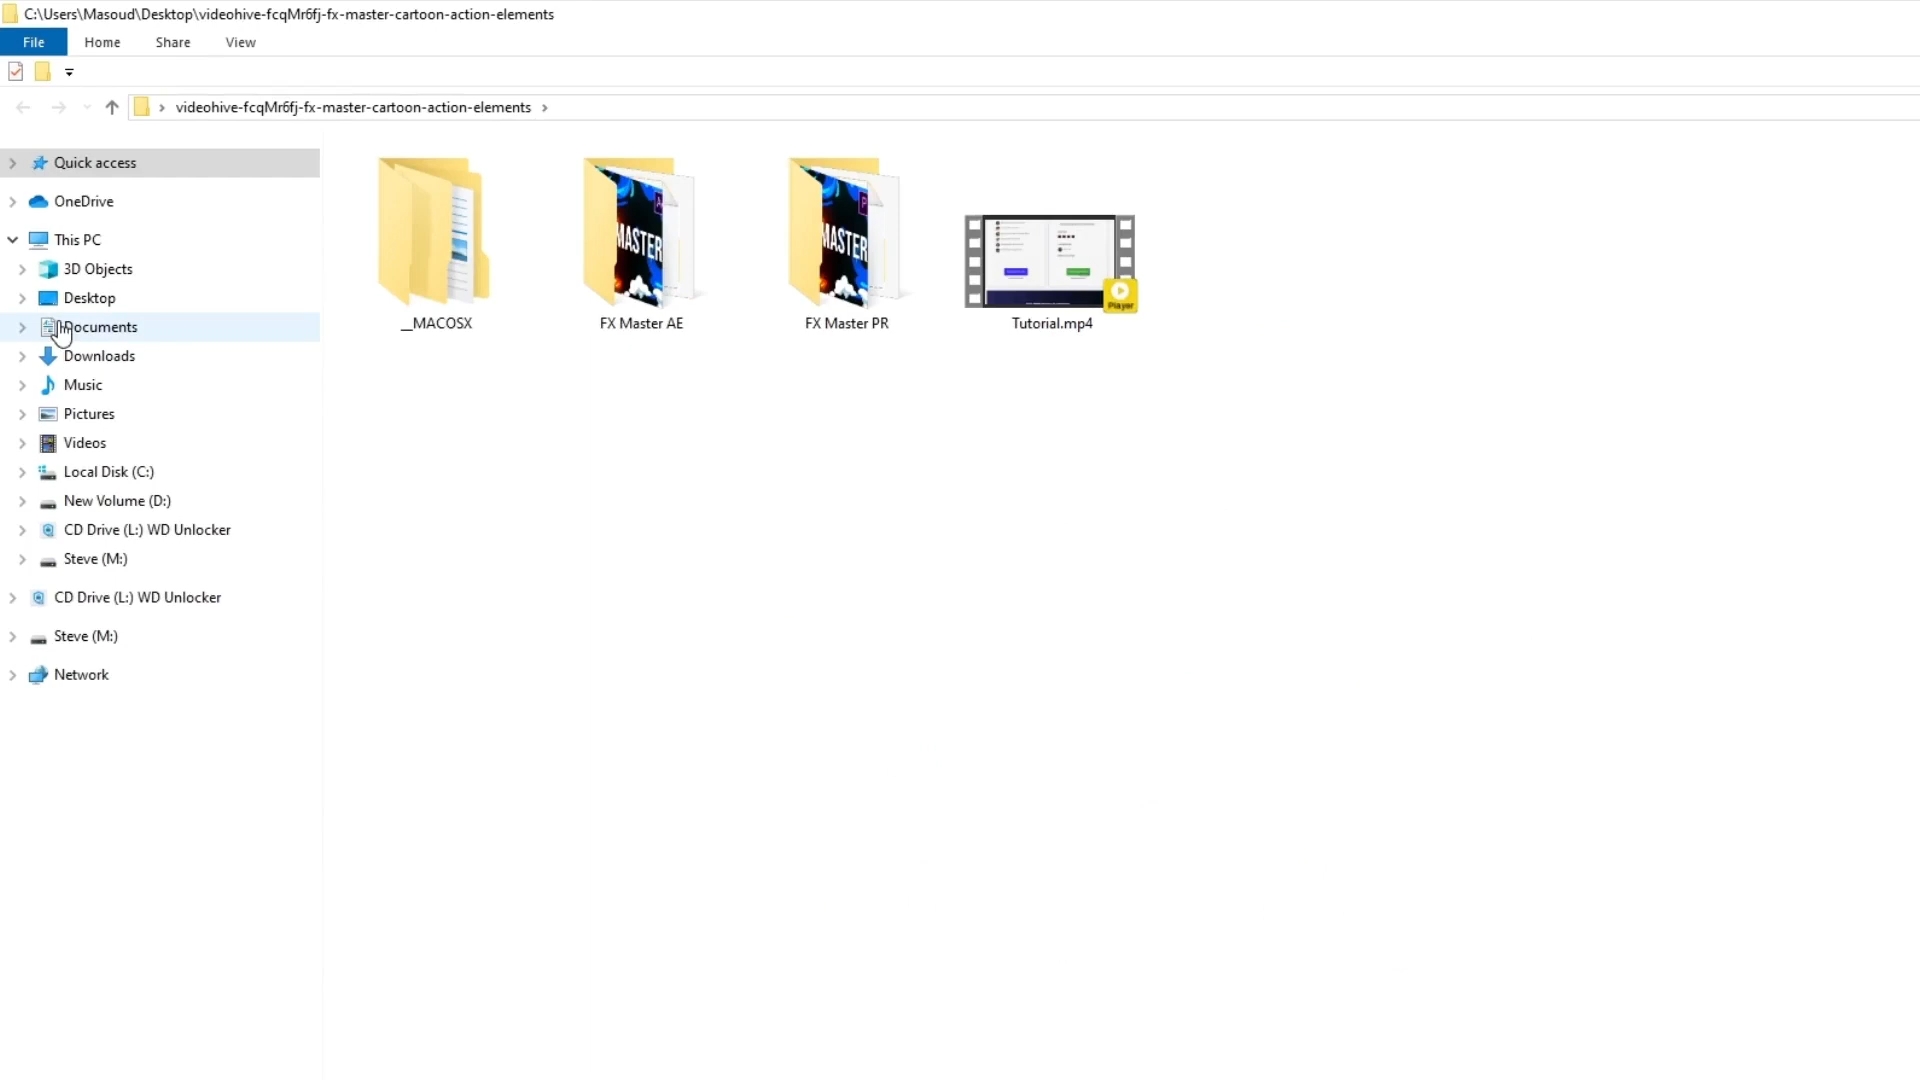 C:\Users\Masoud\Desktop\videohive-fcqMr6fj-fx-master-cartoon-action-elements
File Home Share View
videohive-fcqMr6fj-fx-master-cartoon-action-elements
Quick access
OneDrive
This PC
3D Objects
Desktop
Documents
Downloads
Music
Pictures
Videos
Local Disk (C:)
New Volume (D:)
CD Drive (L:) WD Unlocker
Steve (M:)
CD Drive (L:) WD Unlocker
Steve (M:)
Network
MASTER
MASTER
Player
__MACOSX
FX Master AE
FX Master PR
Tutorial.mp4